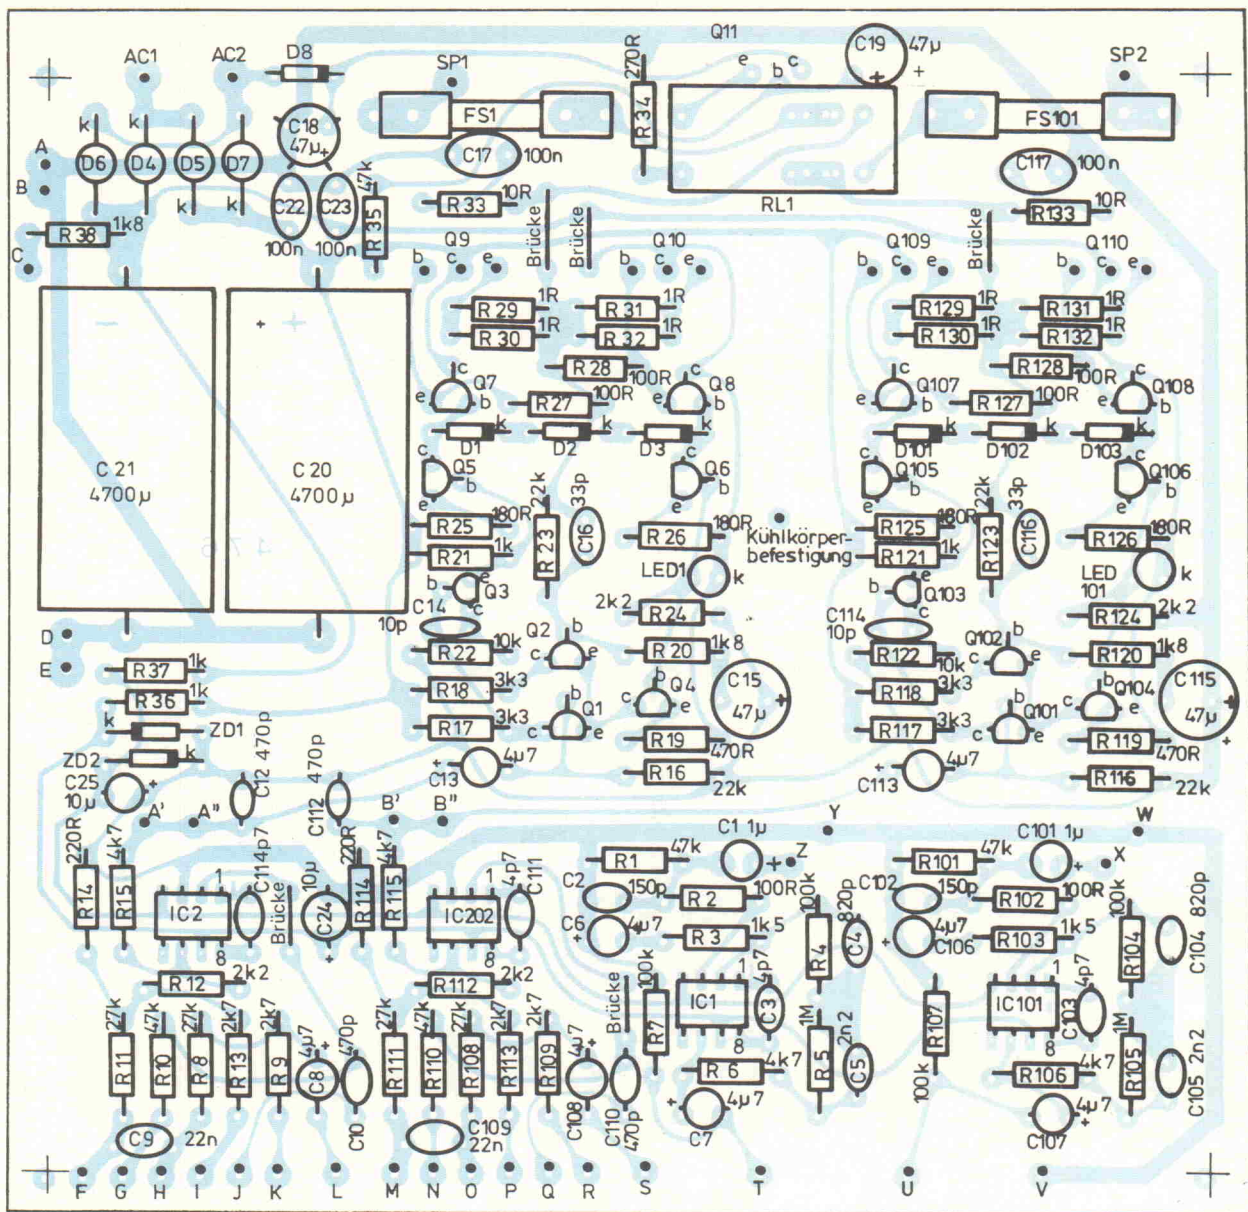 AC1 AC2 D8 SP1 270R Q11 C19 47µ SP2
e b c + +
k k R34 FS1 FS101
C18 47µ+
A D6 D4 D5 D7 C17 100n C117 100n
B 47k
k k C22 C23 R35 R33 10R RL1 R133 10R
R38 1k8 100n 100n Brücke Brücke Brücke
C Q9 b c e Q10 b c e Q109 b c e Q110 b c e
R29 1R R31 1R R129 1R R131 1R
R30 1R R32 1R R130 1R R132 1R
− + +
R28 100R R128 100R
c Q7 e b R27 100R c Q8 e b c Q107 e b R127 100R c Q108 e b
D1 k D2 k D3 k D101 k D102 k D103 k
C21 4700µ C20 4700µ
c Q5 b e 22k 33p c Q6 b e c Q105 b e 22k 33p c Q106 b e
R25 180R R23 C16 R26 180R Kühlkörper-
befestigung
R125 180R R123 C116 R126 180R
R21 1k LED1 k R121 1k LED
101 k
b e Q3 c b e Q103 c
C14 10p R24 2k2 C114 10p R124 2k2
D R22 10k Q2 b c e R20 1k8 R122 10k Q102 b c e R120 1k8
E R37 1k
R36 1k R18 3k3 b Q4 c e C15 47µ + R118 3k3 b Q104 c e C115 47µ + +
k ZD1 R17 3k3 Q1 b c e R19 470R R117 3k3 Q101 b c e R119 470R
ZD2 k C13 + 4µ7 R16 22k C113 + 4µ7 R116 22k
C25 10µ + C12 470p C112 470p
A' A" B' B" Y W
220R 4k7 220R 4k7 R1 47k C1 1µ + Z R101 47k C101 1µ + X
R14 R15 IC2 1 8 C11 4p7 Brücke 10µ C24 + R114 R115 IC202 1 8 4p7 C111
C2 150p R2 100R 100k 820p C102 150p R102 100R 100k 820p
C6 4µ7 + R3 1k5 R4 C4 4µ7 + C106 R103 1k5 R104 C104
R12 2k2 R112 2k2
Brücke 100k R7 IC1 1 8 4p7 C3 1M R5 2n2 C5 R107 100k IC101 1 8 4p7 C103 1M R105 2n2 C105
27k 47k 27k 2k7 2k7 4µ7 + 470p 27k 47k 27k 2k7 2k7 4µ7 +
R11 R10 R8 R13 R9 C8 C10 R111 R110 R108 R113 R109 C108 C110 470p
R6 4k7 R106 4k7
+ C7 4µ7 C107 4µ7 +
C9 22n C109 22n
F G H I J K L M N O P Q R S T U V